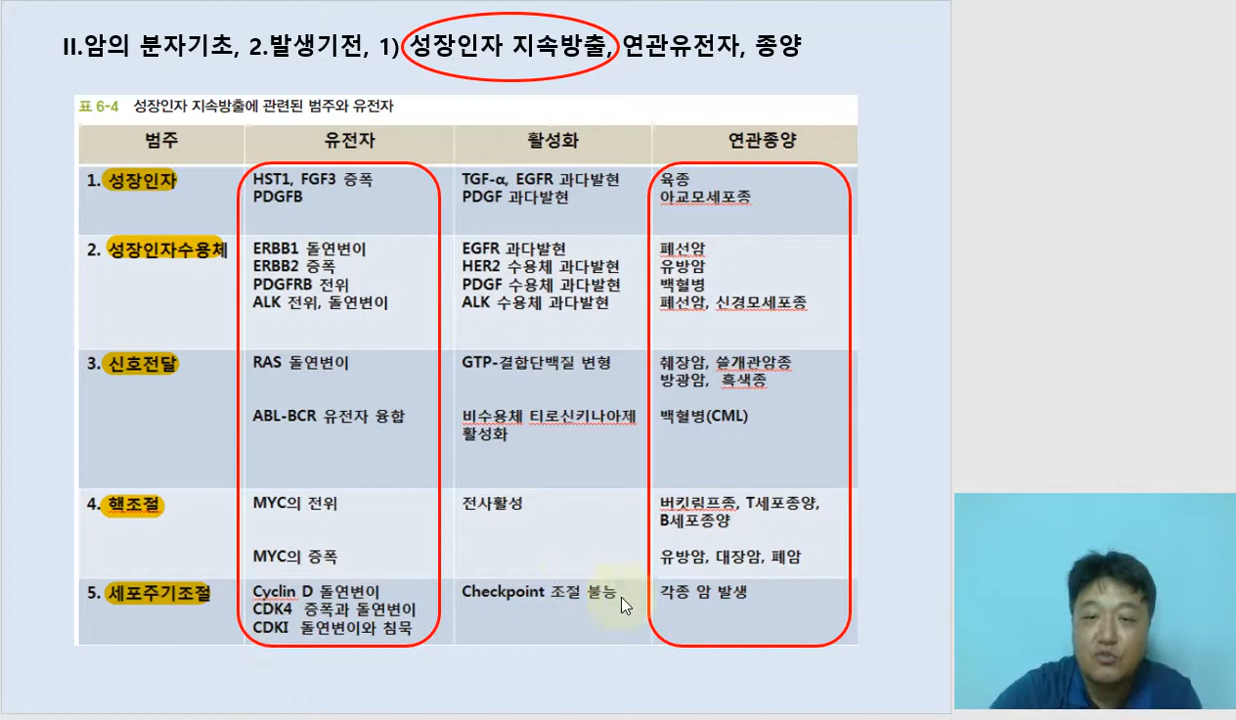 II.암의 분자기초, 2.발생기전, 1) 성장인자 지속방출, 연관유전자, 종양
표 6-4 성장인자 지속방출에 관련된 범주와 유전자
범주 유전자 활성화 연관종양
1. 성장인자
HST1, FGF3 증폭
PDGFB
TGF-α, EGFR 과다발현
PDGF 과다발현
육종
아교모세포종
2. 성장인자수용체
ERBB1 돌연변이
ERBB2 증폭
PDGFRB 전위
ALK 전위, 돌연변이
EGFR 과다발현
HER2 수용체 과다발현
PDGF 수용체 과다발현
ALK 수용체 과다발현
폐선암
유방암
백혈병
폐선암, 신경모세포종
3. 신호전달
RAS 돌연변이
GTP-결합단백질 변형
췌장암, 쓸개관암종
방광암, 흑색종
ABL-BCR 유전자 융합
비수용체 티로신키나아제
활성화
백혈병(CML)
4. 핵조절
MYC의 전위
전사활성
버킷림프종, T세포종양,
B세포종양
MYC의 증폭
유방암, 대장암, 폐암
5. 세포주기조절
Cyclin D 돌연변이
CDK4 증폭과 돌연변이
CDKI 돌연변이와 침묵
Checkpoint 조절 불능
각종 암 발생